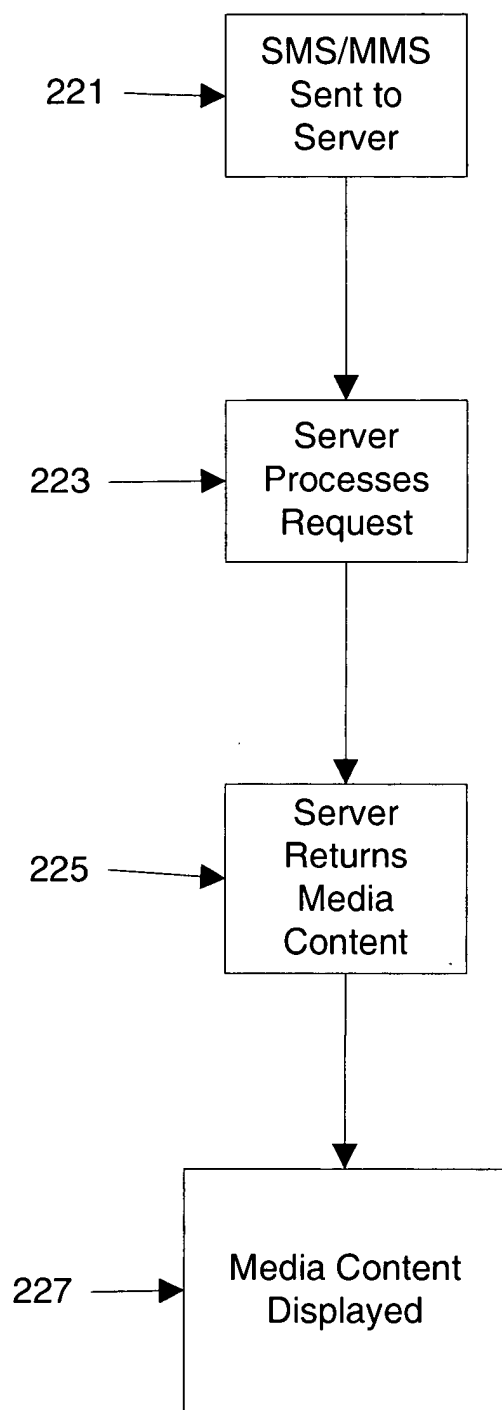 SMS/MMS
Sent to
Server
221
Server
Processes
Request
223
Server
Returns
Media
Content
225
Media Content
Displayed
227